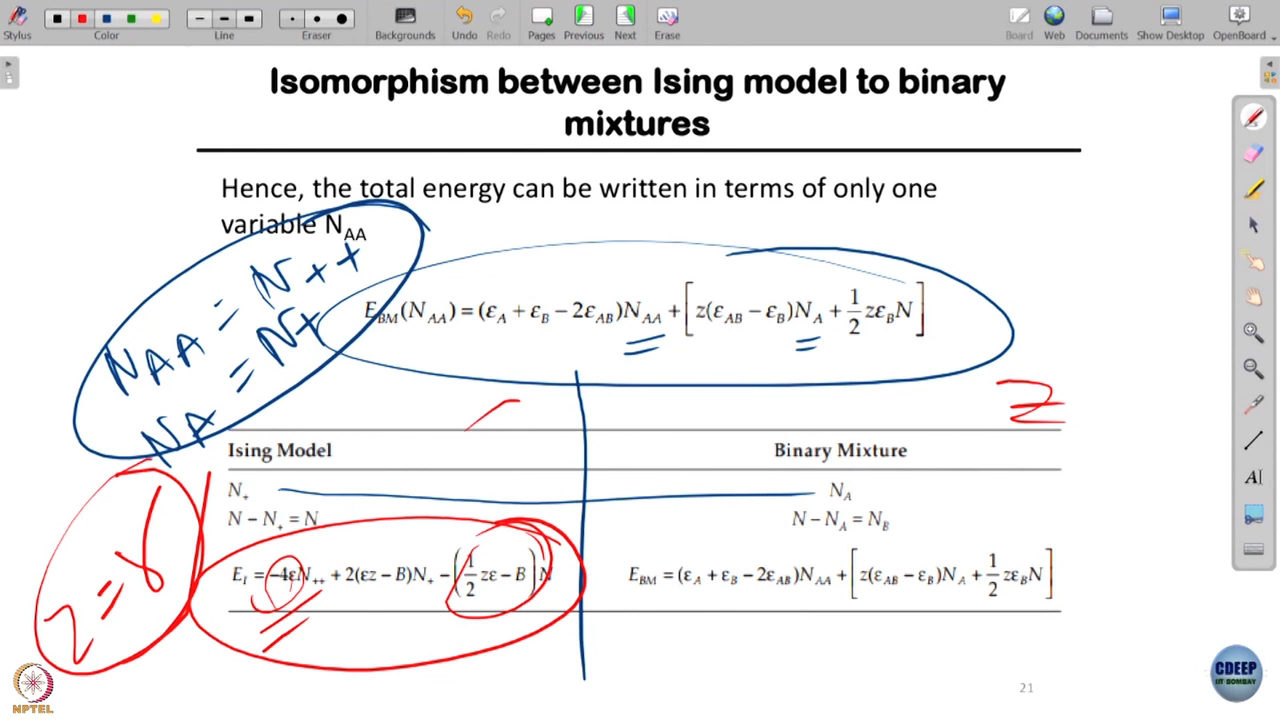 Stylus Color Line Eraser Backgrounds Undo Redo Pages Previous Next Erase Board Web Documents Show Desktop OpenBoard
Isomorphism between Ising model to binary
mixtures
Hence, the total energy can be written in terms of only one
variable N_AA
N_AA = N_++
N_A = N_+
E_BM(N_AA) = (ε_A + ε_B − 2ε_AB)N_AA + [z(ε_AB − ε_B)N_A + 1/2 zε_B N]
z
Ising Model Binary Mixture
N_+ N_A
N − N_+ = N N − N_A = N_B
E_I = −4εN_++ + 2(εz − B)N_+ − (1/2 zε − B)N E_BM = (ε_A + ε_B − 2ε_AB)N_AA + [z(ε_AB − ε_B)N_A + 1/2 zε_B N]
AI
21
NPTEL
CDEEP
IIT BOMBAY